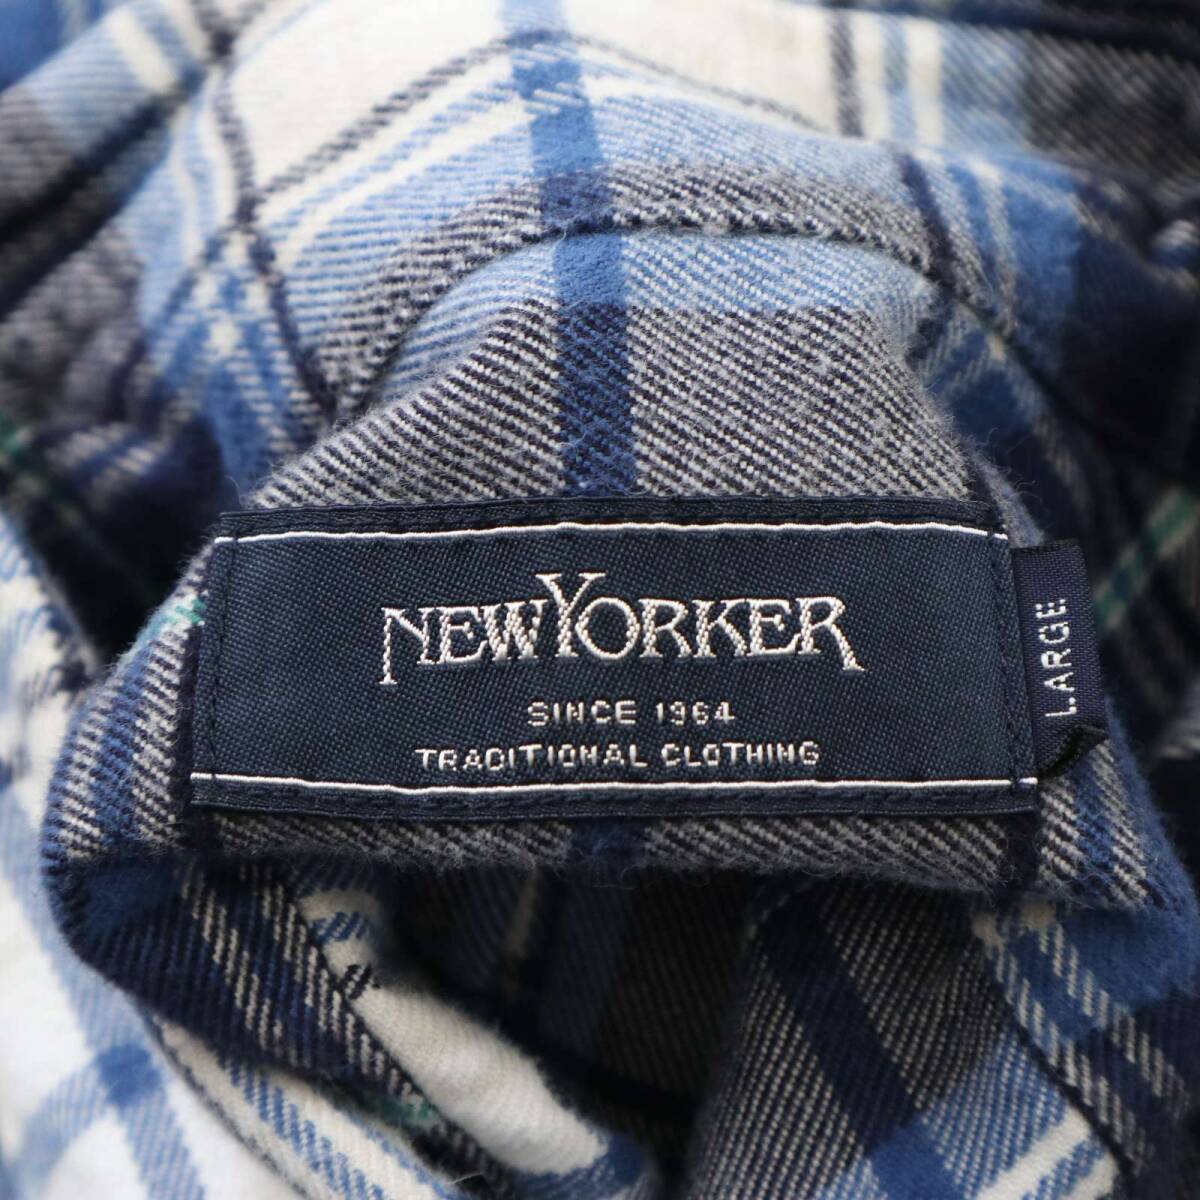 NEWYORKER
SINCE 1964
TRADITIONAL CLOTHING
LARGE